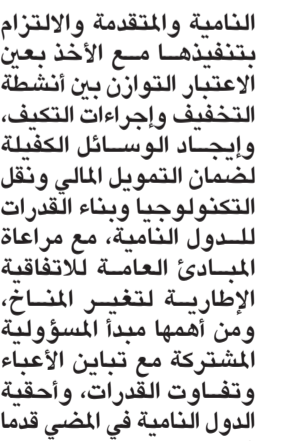 النامية والمتقدمة والالتزام
بتنفيذها مع الأخذ بعين
الاعتبار التوازن بين أنشطة
التخفيف وإجراءات التكيف،
وإيجاد الوسائل الكفيلة
لضمان التمويل المالي ونقل
التكنولوجيا وبناء القدرات
للدول النامية، مع مراعاة
المبادئ العامة للاتفاقية
الإطارية لتغير المناخ،
ومن أهمها مبدأ المسؤولية
المشتركة مع تباين الأعباء
وتفاوت القدرات، وأحقية
الدول النامية في المضي قدما